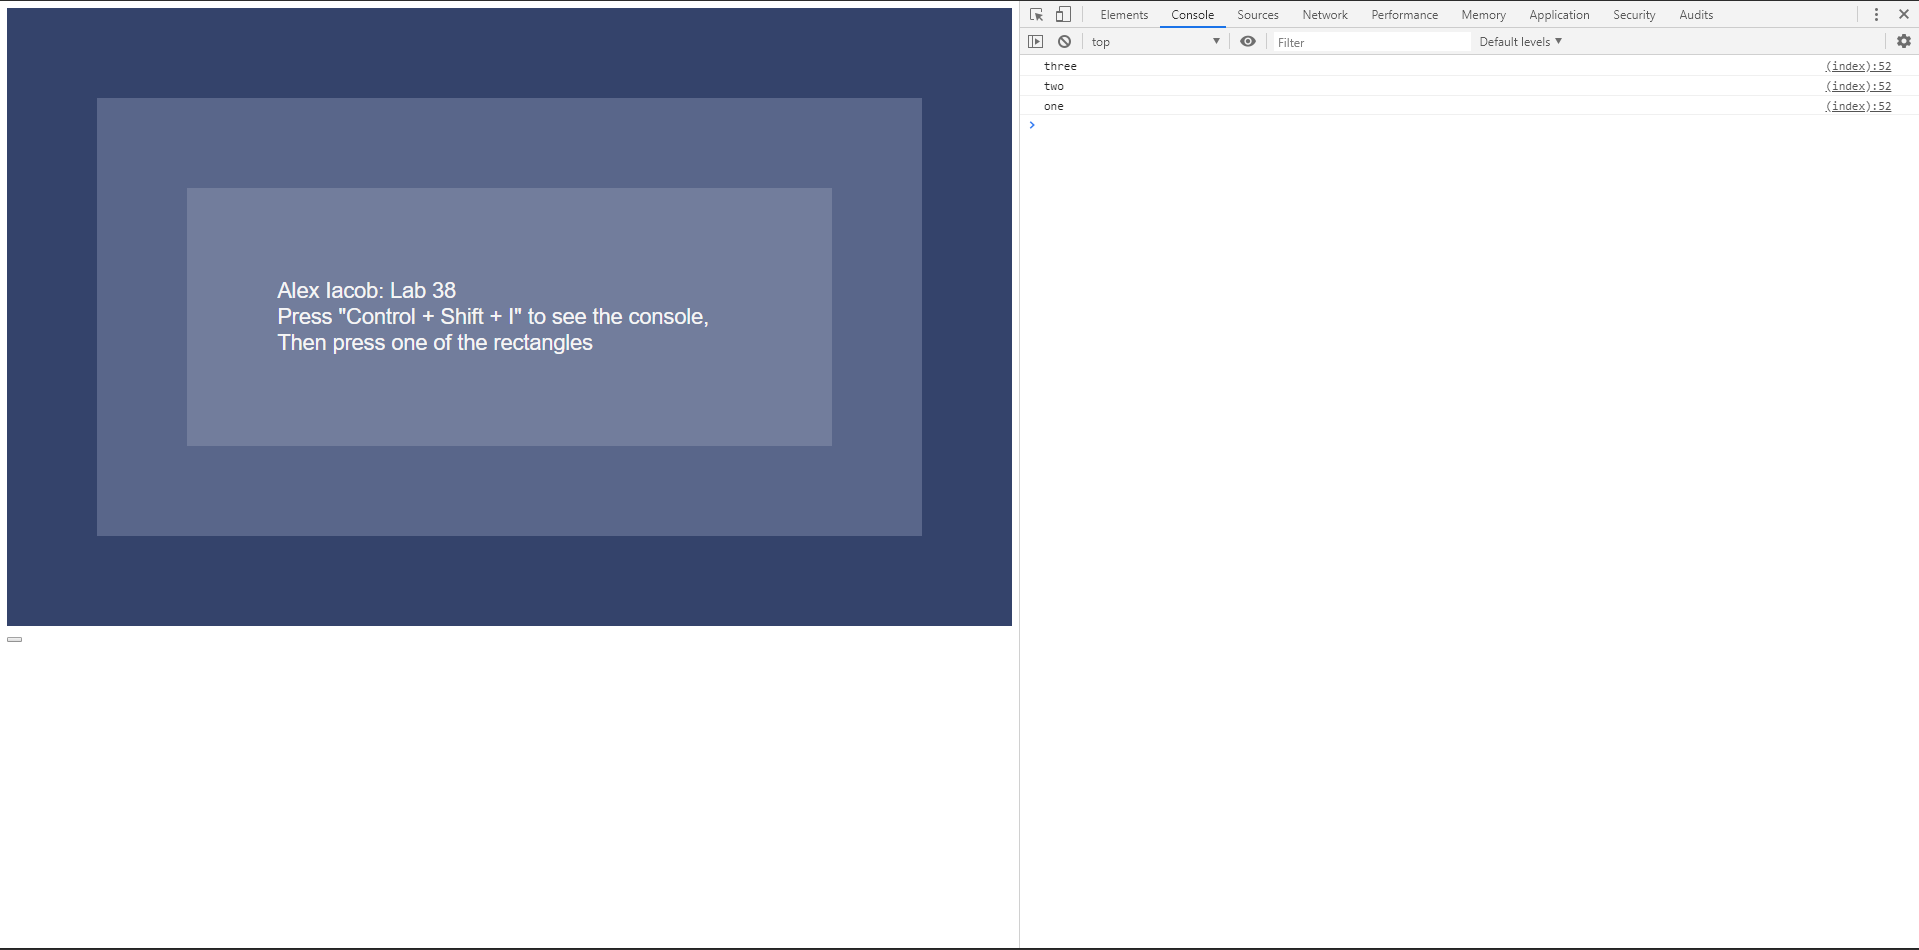 Alex Iacob: Lab 38
Press "Control + Shift + I" to see the console,
Then press one of the rectangles
Elements Console Sources Network Performance Memory Application Security Audits
top Filter Default levels
three (index):52
two (index):52
one (index):52